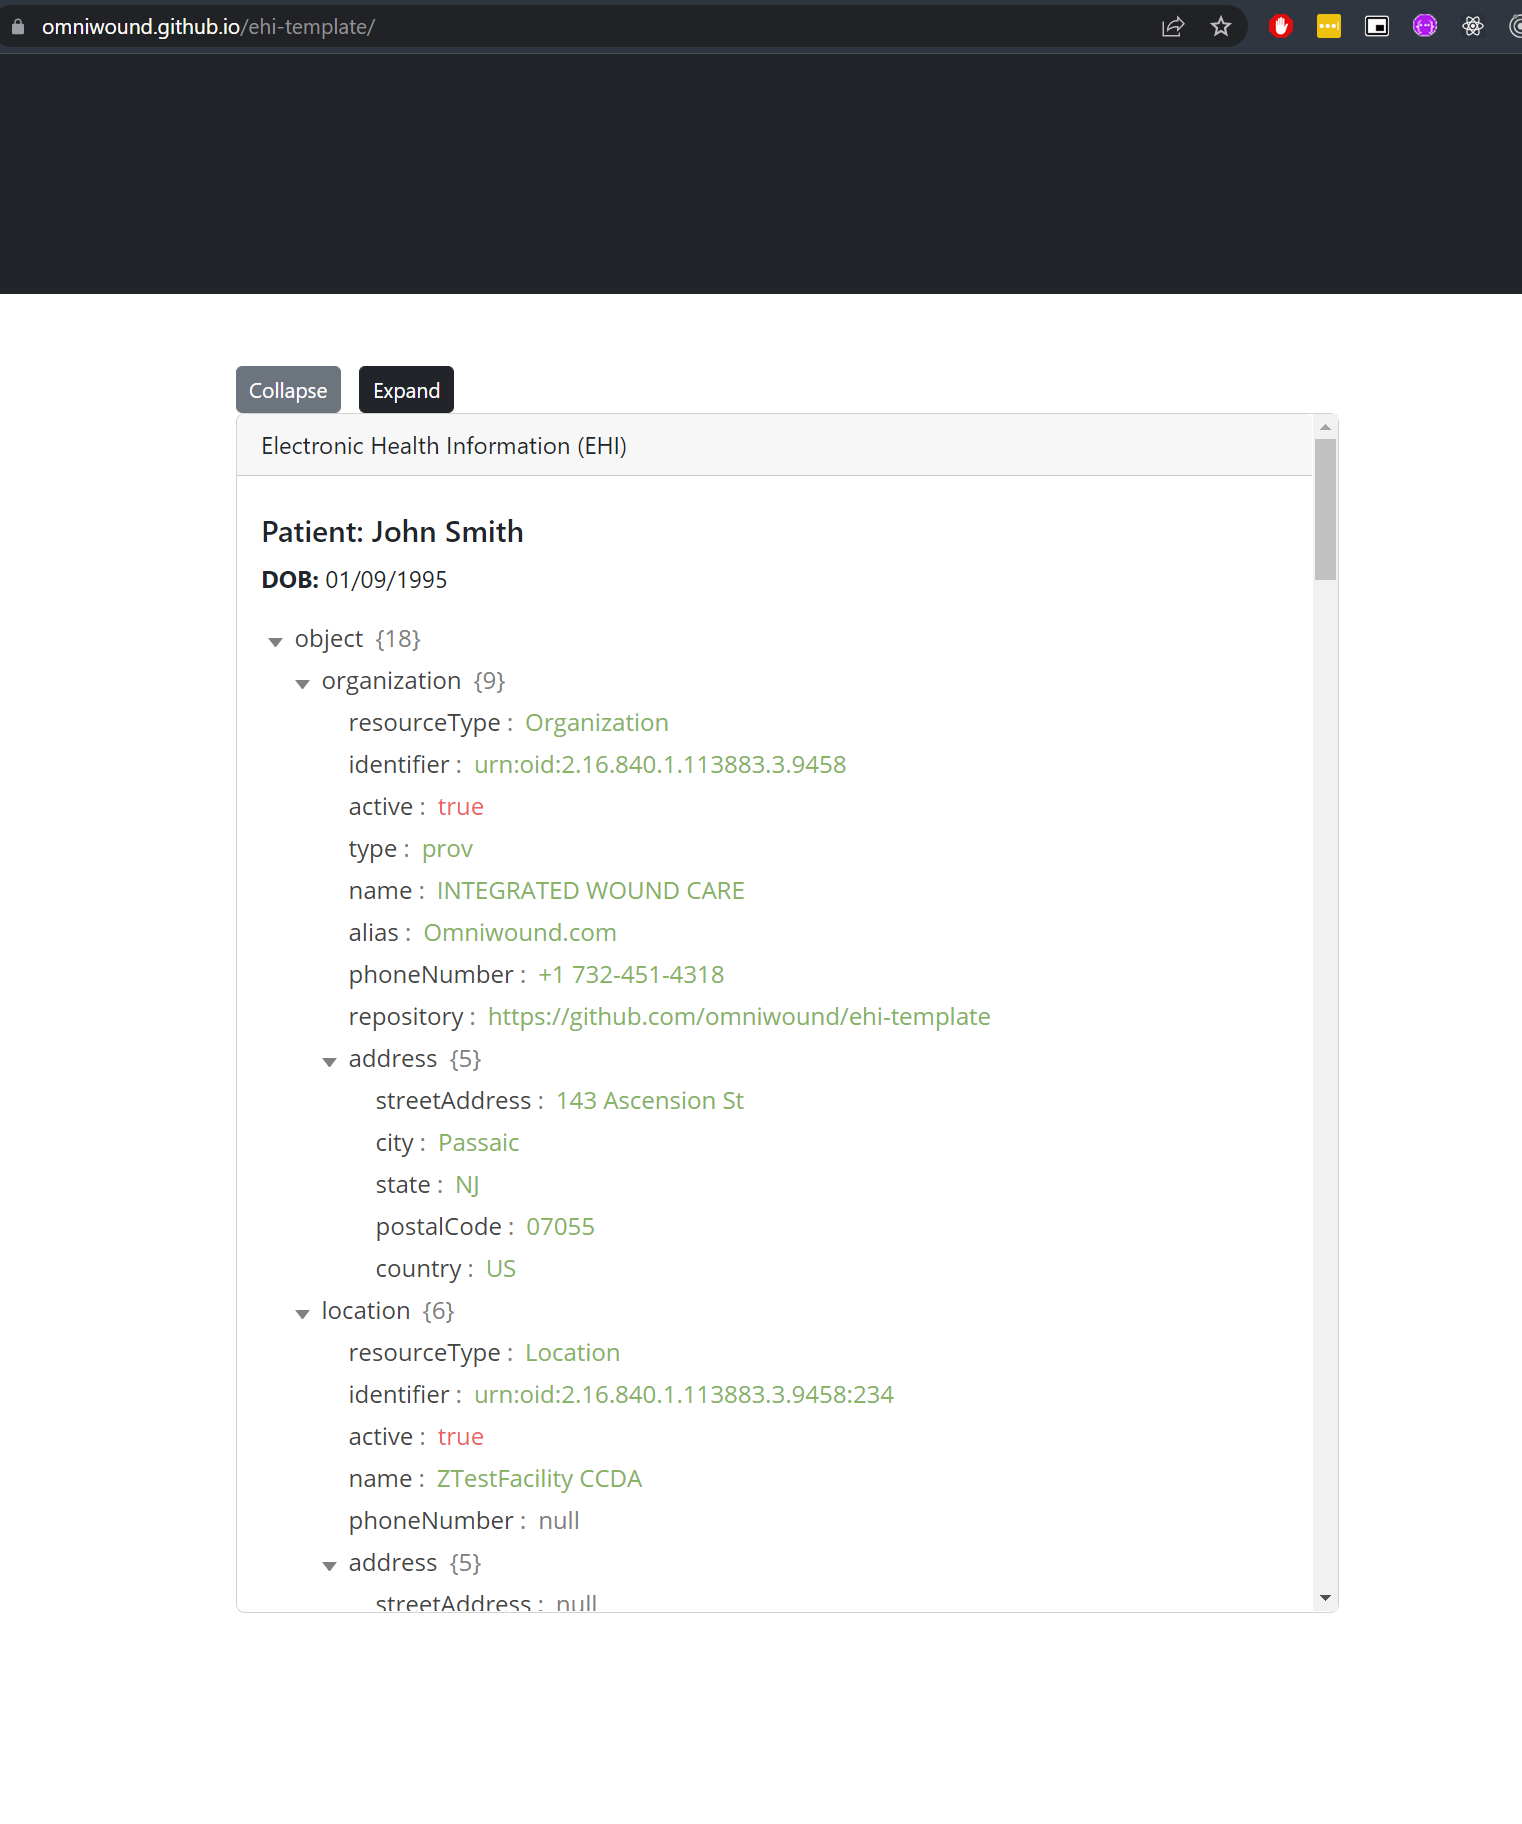 omniwound.github.io/ehi-template/
Collapse Expand
Electronic Health Information (EHI)
Patient: John Smith
DOB: 01/09/1995
object {18}
organization {9}
resourceType : Organization
identifier : urn:oid:2.16.840.1.113883.3.9458
active : true
type : prov
name : INTEGRATED WOUND CARE
alias : Omniwound.com
phoneNumber : +1 732-451-4318
repository : https://github.com/omniwound/ehi-template
address {5}
streetAddress : 143 Ascension St
city : Passaic
state : NJ
postalCode : 07055
country : US
location {6}
resourceType : Location
identifier : urn:oid:2.16.840.1.113883.3.9458:234
active : true
name : ZTestFacility CCDA
phoneNumber : null
address {5}
streetAddress : null